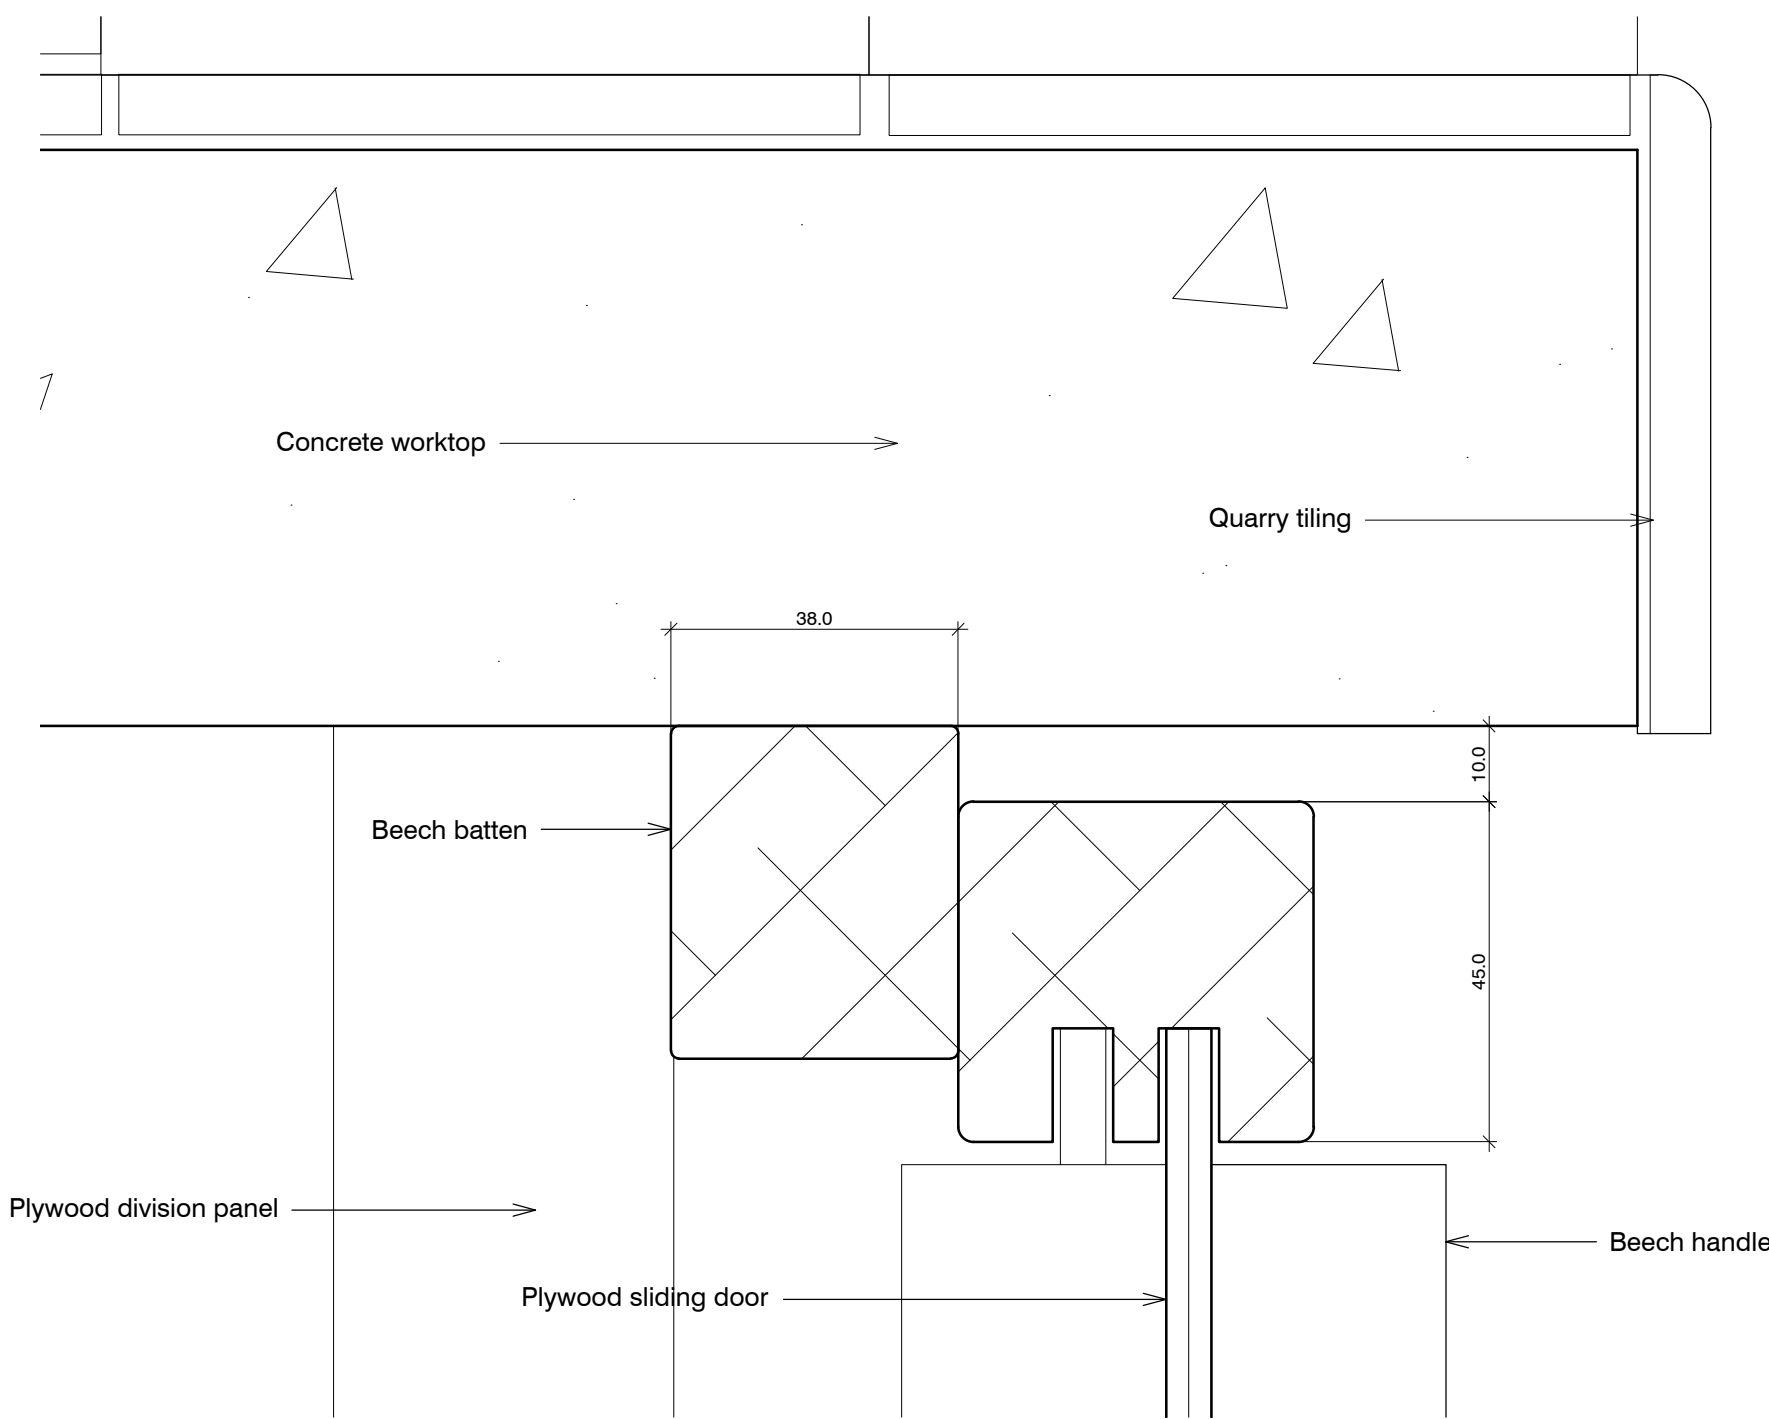 Concrete worktop
Quarry tiling
38.0
10.0
Beech batten
45.0
Plywood division panel
Beech handle
Plywood sliding door